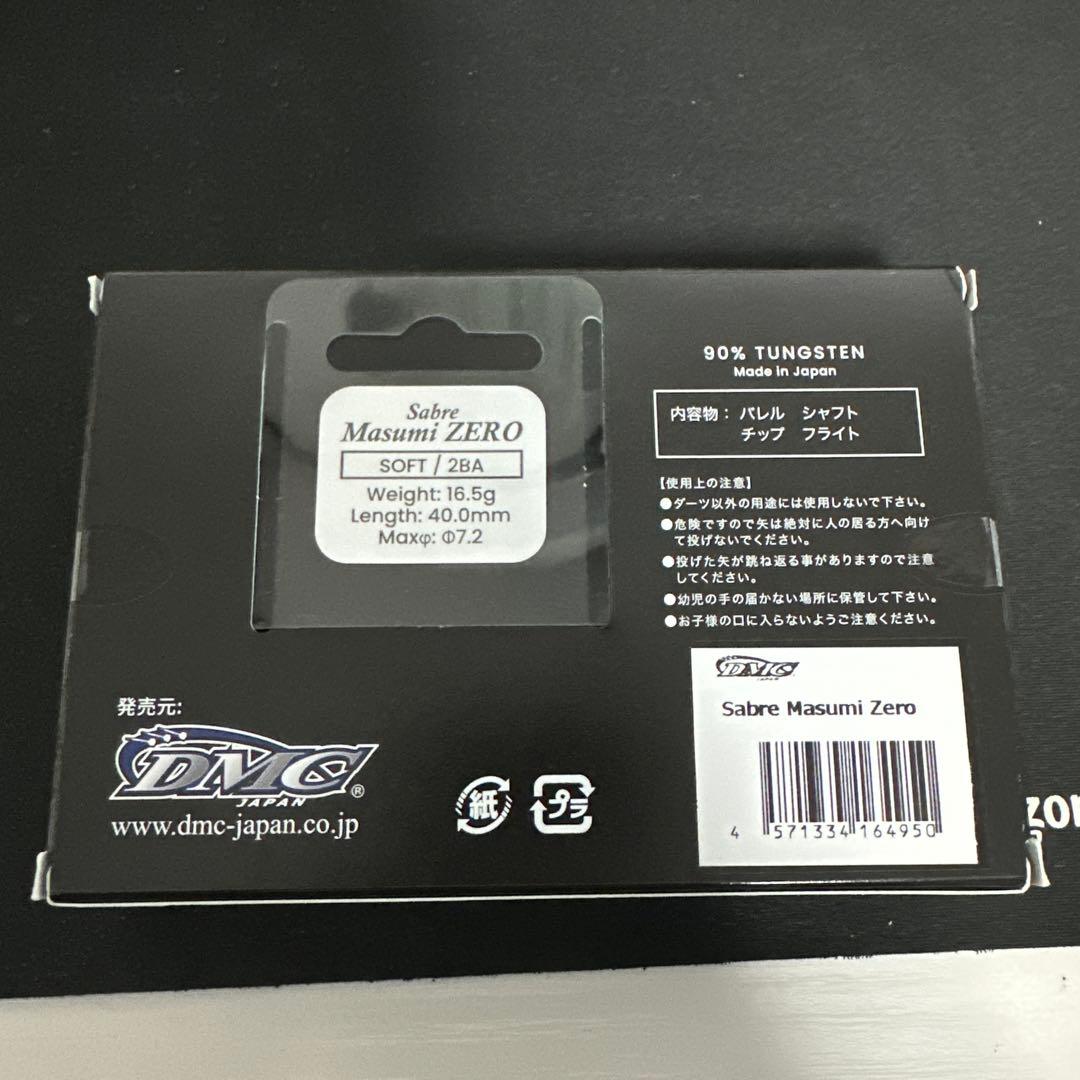 Sabre
Masumi ZERO
SOFT / 2BA
Weight: 16.5g
Length: 40.0mm
Maxφ: Φ7.2
90% TUNGSTEN
Made in Japan
内容物： バレル シャフト
チップ フライト
【使用上の注意】
●ダーツ以外の用途には使用しないで下さい。
●危険ですので矢は絶対に人の居る方へ向け
て投げないでください。
●投げた矢が跳ね返る事がありますので注意
してください。
●幼児の手の届かない場所に保管して下さい。
●お子様の口に入らないようご注意ください。
発売元:
DMC®
JAPAN
www.dmc-japan.co.jp
紙
プラ
DMC
JAPAN
Sabre Masumi Zero
4 571334 164950